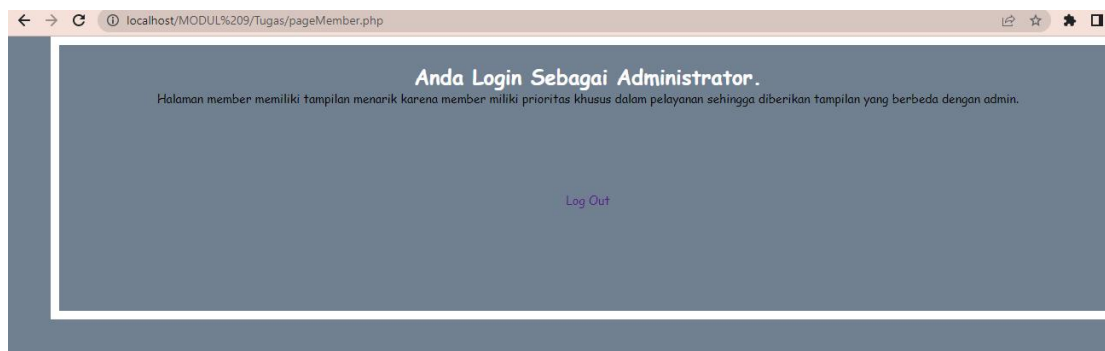 localhost/MODUL%209/Tugas/pageMember.php
Anda Login Sebagai Administrator.
Halaman member memiliki tampilan menarik karena member miliki prioritas khusus dalam pelayanan sehingga diberikan tampilan yang berbeda dengan admin.
Log Out